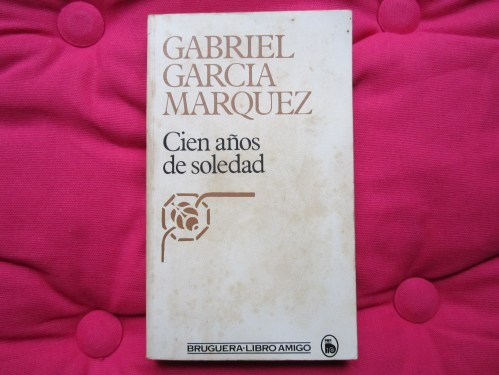 GABRIEL
GARCIA
MARQUEZ
Cien años
de soledad
BRUGUERA·LIBRO AMIGO